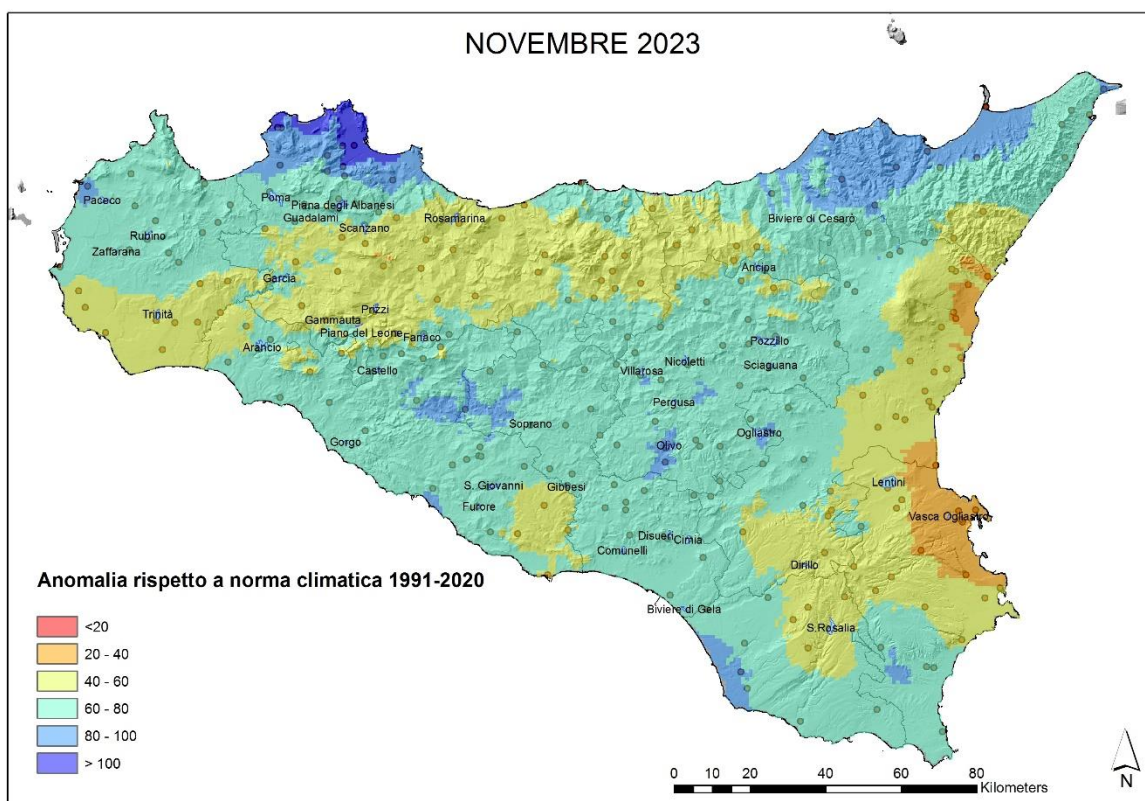 NOVEMBRE 2023
Paceco
Poma
Piana degli Albanesi
Guadalami
Scanzano
Rosamarina
Biviere di Cesarò
Rubino
Zaffarana
Garcia
Ancipa
Trinità
Prizzi
Gammauta
Piano del Leone
Fanaco
Arancio
Castello
Pozzillo
Nicoletti
Villarosa
Sciaguana
Pergusa
Soprano
Gorgo
Olivo
Ogliastro
S. Giovanni
Gibbesi
Furore
Lentini
Vasca Ogliastro
Disueri
Cimia
Comunelli
Dirillo
Biviere di Gela
S.Rosalia
Anomalia rispetto a norma climatica 1991-2020
<20
20 - 40
40 - 60
60 - 80
80 - 100
> 100
0 10 20 40 60 80
Kilometers
N